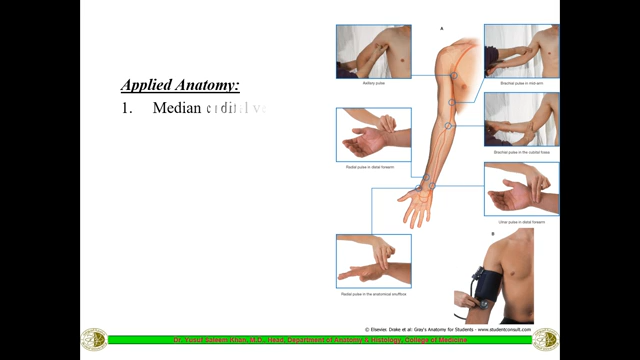 A
Applied Anatomy:
1. Median
Axillary pulse
Brachial pulse in mid-arm
Brachial pulse in the cubital fossa
Radial pulse in distal forearm
Ulnar pulse in distal forearm
Radial pulse in the anatomical snuffbox
B
© Elsevier. Drake et al: Gray's Anatomy for Students - www.studentconsult.com
Dr. Yusuf Saleem Khan, M.D., Head, Department of Anatomy & Histology, College of Medicine